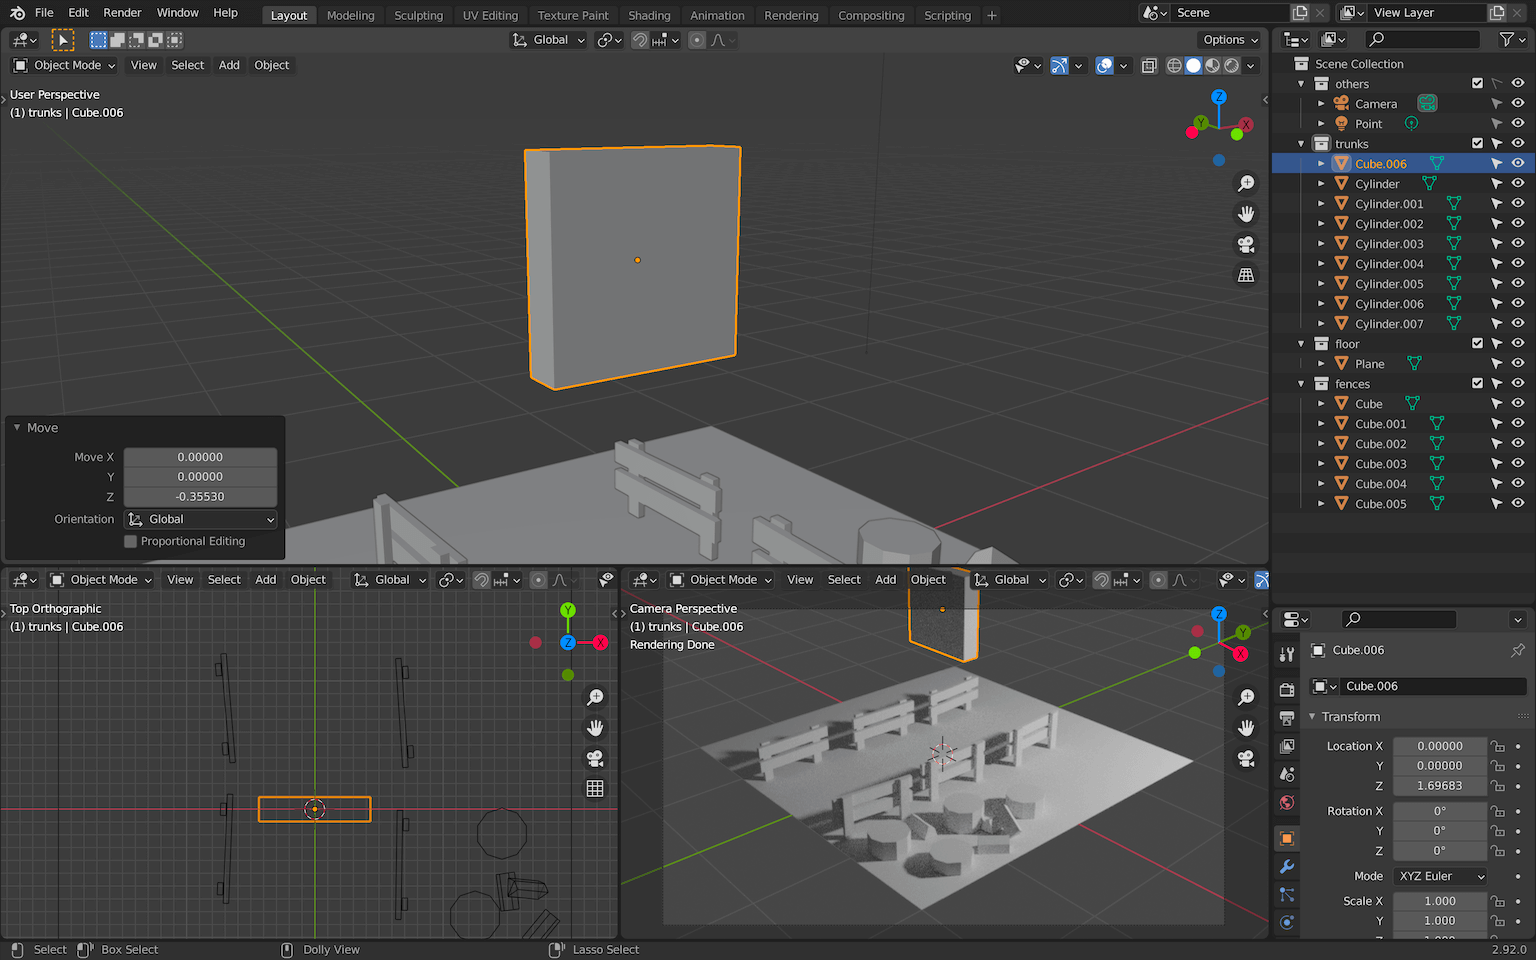 File Edit Render Window Help Layout Modeling Sculpting UV Editing Texture Paint Shading Animation Rendering Compositing Scripting + Scene View Layer
Global Options
Object Mode View Select Add Object
User Perspective
(1) trunks | Cube.006
Z
Y
X
Move
Move X 0.00000
Y 0.00000
Z -0.35530
Orientation Global
Proportional Editing
Object Mode View Select Add Object Global
Top Orthographic
(1) trunks | Cube.006
Y
Z
X
Object Mode View Select Add Object Global
Camera Perspective
(1) trunks | Cube.006
Rendering Done
Z
Y
X
Scene Collection
others
Camera
Point
trunks
Cube.006
Cylinder
Cylinder.001
Cylinder.002
Cylinder.003
Cylinder.004
Cylinder.005
Cylinder.006
Cylinder.007
floor
Plane
fences
Cube
Cube.001
Cube.002
Cube.003
Cube.004
Cube.005
Cube.006
Cube.006
Transform
Location X 0.00000
Y 0.00000
Z 1.69683
Rotation X 0°
Y 0°
Z 0°
Mode XYZ Euler
Scale X 1.000
Y 1.000
Select Box Select Dolly View Lasso Select 2.92.0